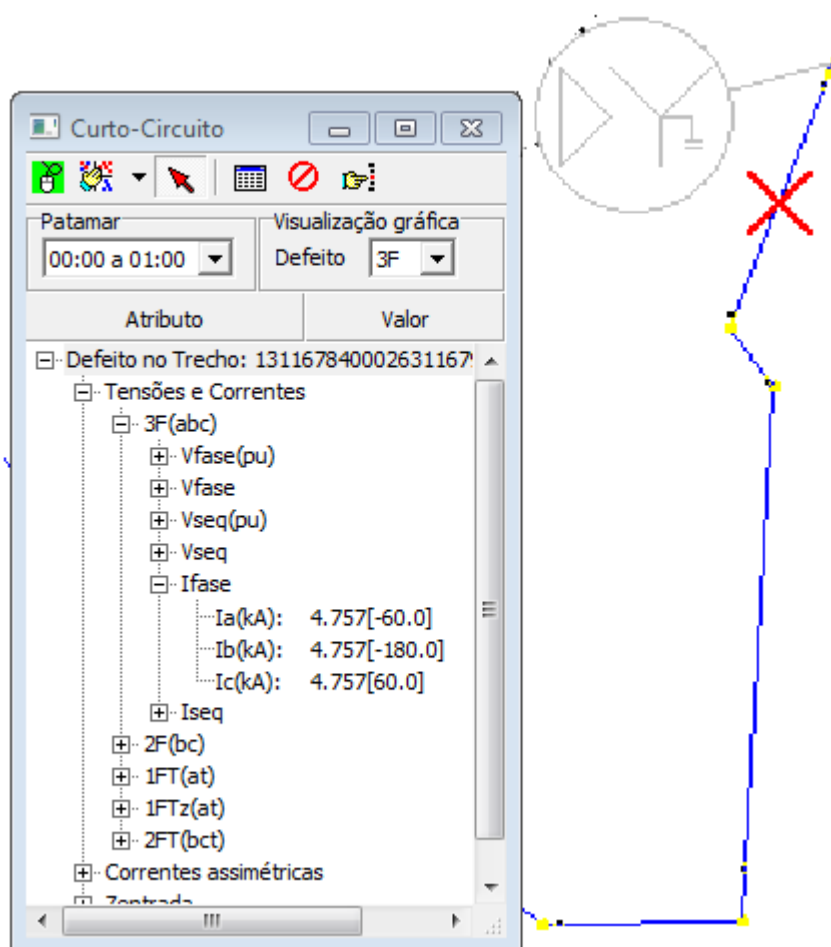 Curto-Circuito
Patamar
Visualização gráfica
00:00 a 01:00
Defeito
3F
Atributo
Valor
Defeito no Trecho: 1311678400026311679
Tensões e Correntes
3F(abc)
Vfase(pu)
Vfase
Vseq(pu)
Vseq
Ifase
Ia(kA): 4.757[-60.0]
Ib(kA): 4.757[-180.0]
Ic(kA): 4.757[60.0]
Iseq
2F(bc)
1FT(at)
1FTz(at)
2FT(bct)
Correntes assimétricas
Zentrada